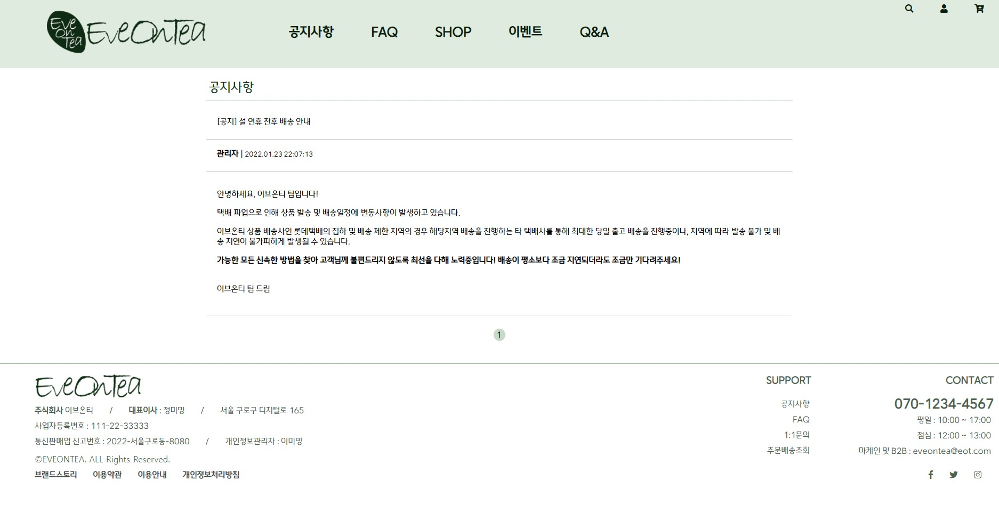 Eve
On
Tea
EveOnTea
공지사항 FAQ SHOP 이벤트 Q&A
공지사항
[공지] 설 연휴 전후 배송 안내
관리자 | 2022.01.23 22:07:13
안녕하세요, 이브온티 팀입니다!
택배 파업으로 인해 상품 발송 및 배송일정에 변동사항이 발생하고 있습니다.
이브온티 상품 배송사인 롯데택배의 집하 및 배송 제한 지역의 경우 해당지역 배송을 진행하는 타 택배사를 통해 최대한 당일 출고 배송을 진행중이나, 지역에 따라 발송 불가 및 배
송 지연이 불가피하게 발생될 수 있습니다.
가능한 모든 신속한 방법을 찾아 고객님께 불편드리지 않도록 최선을 다해 노력중입니다! 배송이 평소보다 조금 지연되더라도 조금만 기다려주세요!
이브온티 팀 드림
1
EveOnTea
주식회사 이브온티 / 대표이사 : 정미밍 / 서울 구로구 디지털로 165
사업자등록번호 : 111-22-33333
통신판매업 신고번호 : 2022-서울구로동-8080 / 개인정보관리자 : 이미밍
©EVEONTEA. ALL Rights Reserved.
브랜드스토리 이용약관 이용안내 개인정보처리방침
SUPPORT
공지사항
FAQ
1:1문의
주문배송조회
CONTACT
070-1234-4567
평일 : 10:00 ~ 17:00
점심 : 12:00 ~ 13:00
마케인 및 B2B : eveontea@eot.com